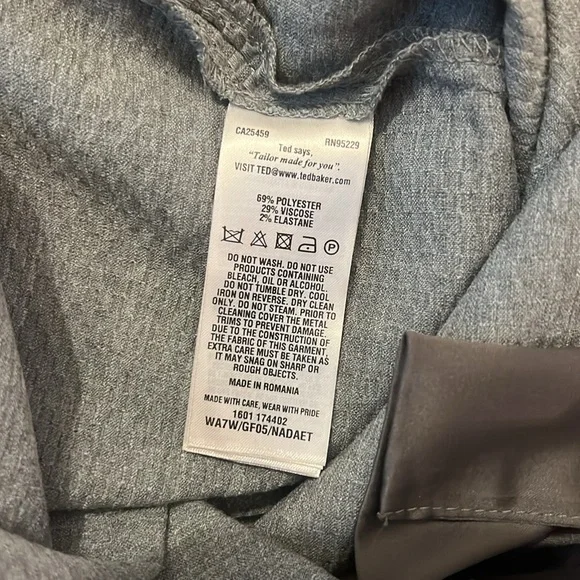 CA25459 RN95229
Ted says,
"Tailor made for you".
VISIT TED@www.tedbaker.com
69% POLYESTER
29% VISCOSE
2% ELASTANE
P
DO NOT WASH. DO NOT USE
PRODUCTS CONTAINING
BLEACH, OIL OR ALCOHOL.
DO NOT TUMBLE DRY. COOL
IRON ON REVERSE. DRY CLEAN
ONLY. DO NOT STEAM. PRIOR TO
CLEANING COVER THE METAL
TRIMS TO PREVENT DAMAGE.
DUE TO THE CONSTRUCTION OF
THE FABRIC OF THIS GARMENT,
EXTRA CARE MUST BE TAKEN AS
IT MAY SNAG ON SHARP OR
ROUGH OBJECTS.
MADE IN ROMANIA
MADE WITH CARE, WEAR WITH PRIDE
1601 174402
WA7W/GF05/NADAET